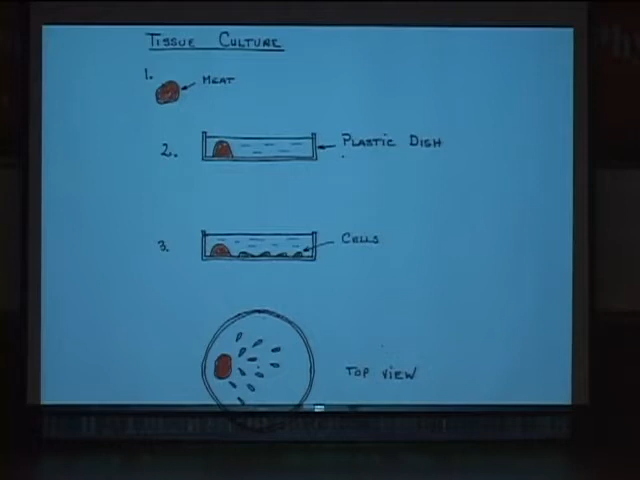 TISSUE CULTURE
1.
MEAT
2.
PLASTIC DISH
3.
CELLS
TOP VIEW